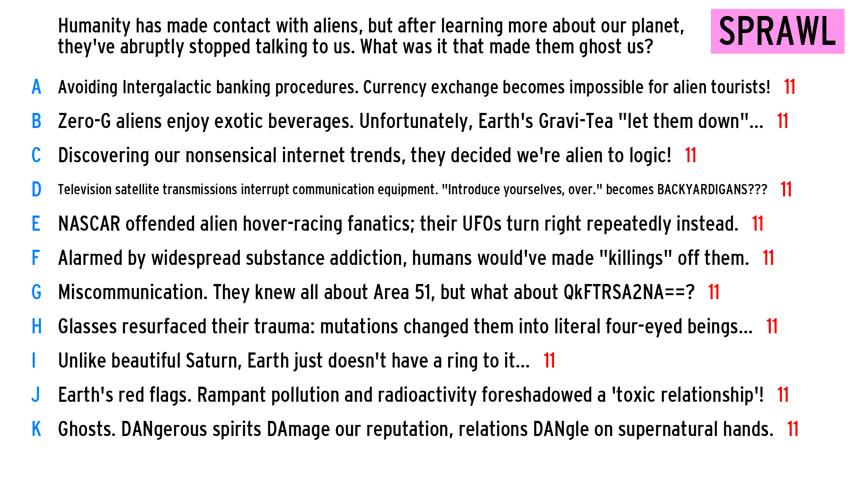 Humanity has made contact with aliens, but after learning more about our planet,
they've abruptly stopped talking to us. What was it that made them ghost us?
SPRAWL
A Avoiding Intergalactic banking procedures. Currency exchange becomes impossible for alien tourists! 11
B Zero-G aliens enjoy exotic beverages. Unfortunately, Earth's Gravi-Tea "let them down"... 11
C Discovering our nonsensical internet trends, they decided we're alien to logic! 11
D Television satellite transmissions interrupt communication equipment. "Introduce yourselves, over." becomes BACKYARDIGANS??? 11
E NASCAR offended alien hover-racing fanatics; their UFOs turn right repeatedly instead. 11
F Alarmed by widespread substance addiction, humans would've made "killings" off them. 11
G Miscommunication. They knew all about Area 51, but what about QkFTRSA2NA==? 11
H Glasses resurfaced their trauma: mutations changed them into literal four-eyed beings... 11
I Unlike beautiful Saturn, Earth just doesn't have a ring to it... 11
J Earth's red flags. Rampant pollution and radioactivity foreshadowed a 'toxic relationship'! 11
K Ghosts. DANgerous spirits DAmage our reputation, relations DANgle on supernatural hands. 11